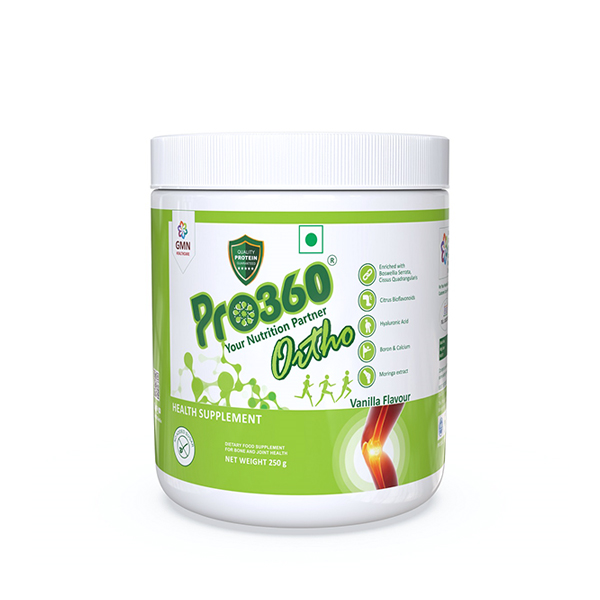 GMN
HEALTHCARE
QUALITY
PROTEIN
GUARANTEED
Pro360®
Your Nutrition Partner
Ortho
Enriched with
Boswellia Serrata,
Cissus Quadrangularis
Citrus Bioflavonoids
Hyaluronic Acid
Boron & Calcium
Moringa extract
Vanilla Flavour
HEALTH SUPPLEMENT
DIETARY FOOD SUPPLEMENT
FOR BONE AND JOINT HEALTH
NET WEIGHT 250 g